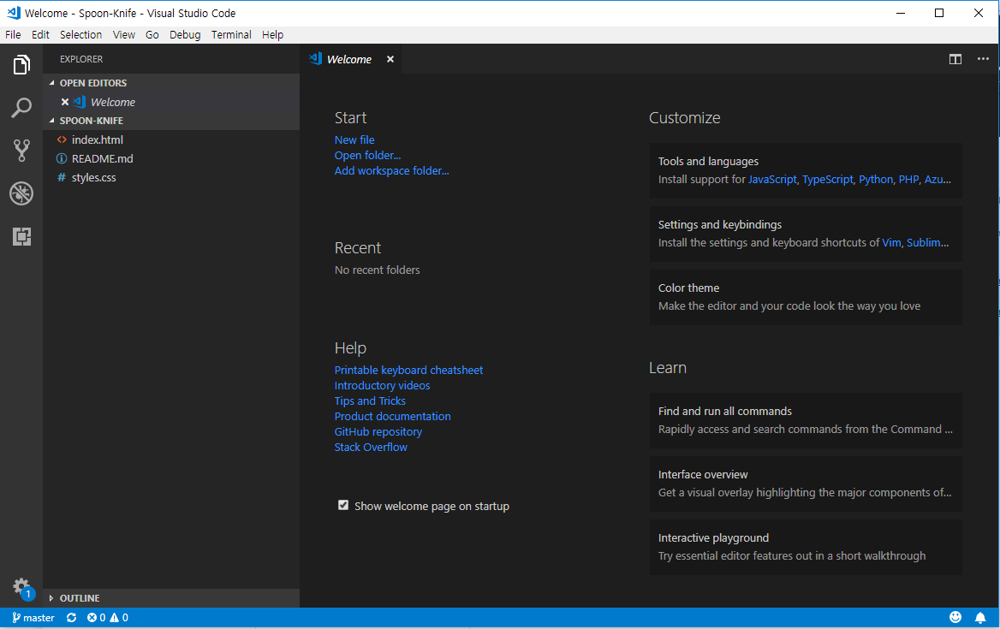 Welcome - Spoon-Knife - Visual Studio Code
File Edit Selection View Go Debug Terminal Help
EXPLORER
OPEN EDITORS
Welcome
SPOON-KNIFE
index.html
README.md
styles.css
OUTLINE
Welcome
Start
New file
Open folder...
Add workspace folder...
Recent
No recent folders
Help
Printable keyboard cheatsheet
Introductory videos
Tips and Tricks
Product documentation
GitHub repository
Stack Overflow
Show welcome page on startup
Customize
Tools and languages
Install support for JavaScript, TypeScript, Python, PHP, Azu...
Settings and keybindings
Install the settings and keyboard shortcuts of Vim, Sublim...
Color theme
Make the editor and your code look the way you love
Learn
Find and run all commands
Rapidly access and search commands from the Command ...
Interface overview
Get a visual overlay highlighting the major components of...
Interactive playground
Try essential editor features out in a short walkthrough
1
master 0 0